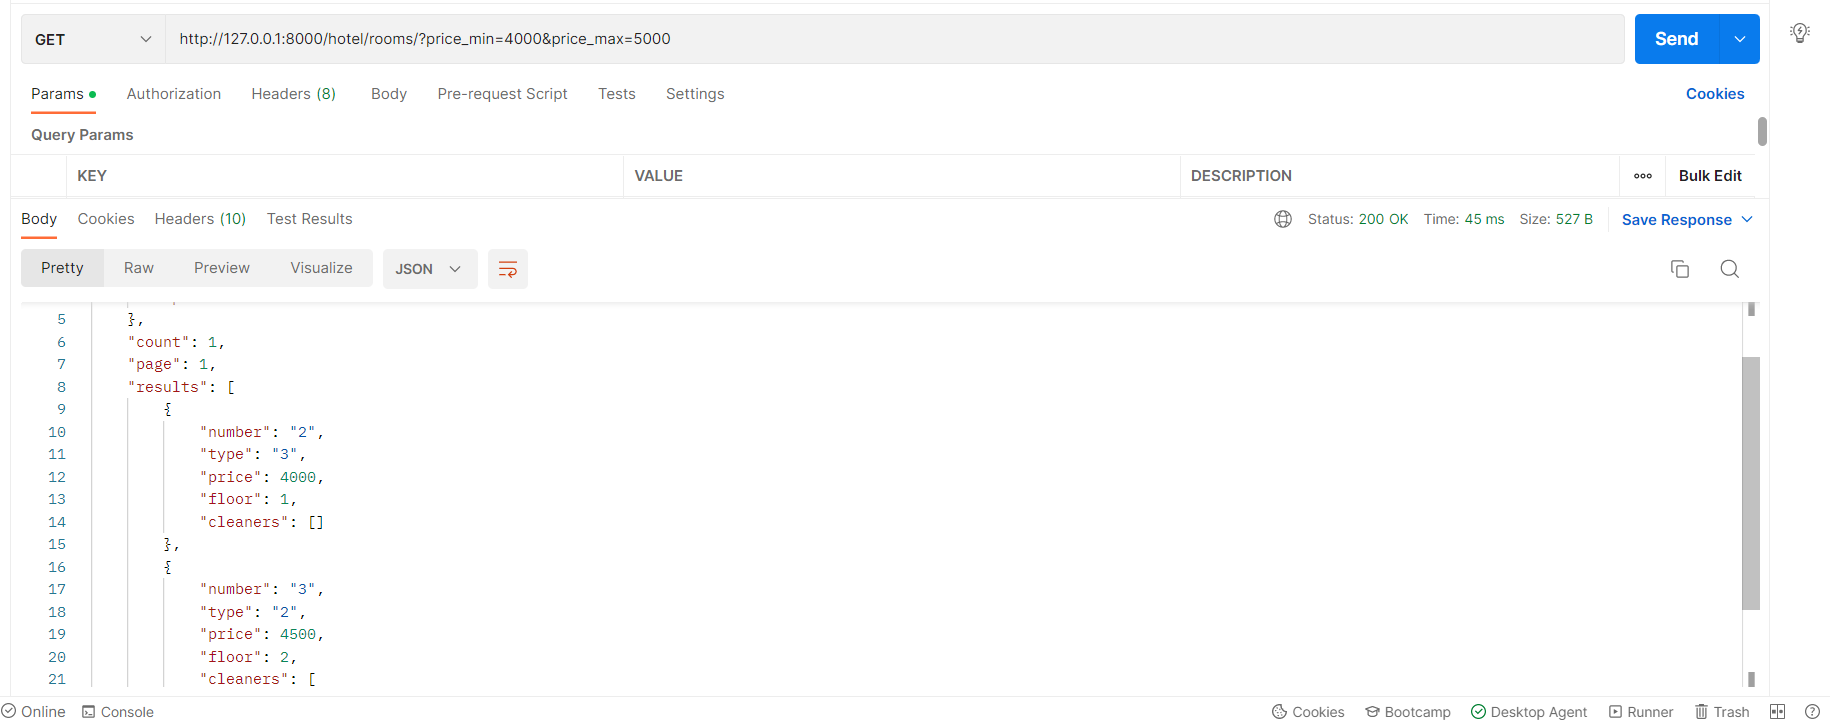 GET http://127.0.0.1:8000/hotel/rooms/?price_min=4000&price_max=5000 Send
Params Authorization Headers (8) Body Pre-request Script Tests Settings Cookies
Query Params
KEY VALUE DESCRIPTION ooo Bulk Edit
Body Cookies Headers (10) Test Results Status: 200 OK Time: 45 ms Size: 527 B Save Response
Pretty Raw Preview Visualize JSON
5 },
6 "count": 1,
7 "page": 1,
8 "results": [
9 {
10 "number": "2",
11 "type": "3",
12 "price": 4000,
13 "floor": 1,
14 "cleaners": []
15 },
16 {
17 "number": "3",
18 "type": "2",
19 "price": 4500,
20 "floor": 2,
21 "cleaners": [
Online Console Cookies Bootcamp Desktop Agent Runner Trash